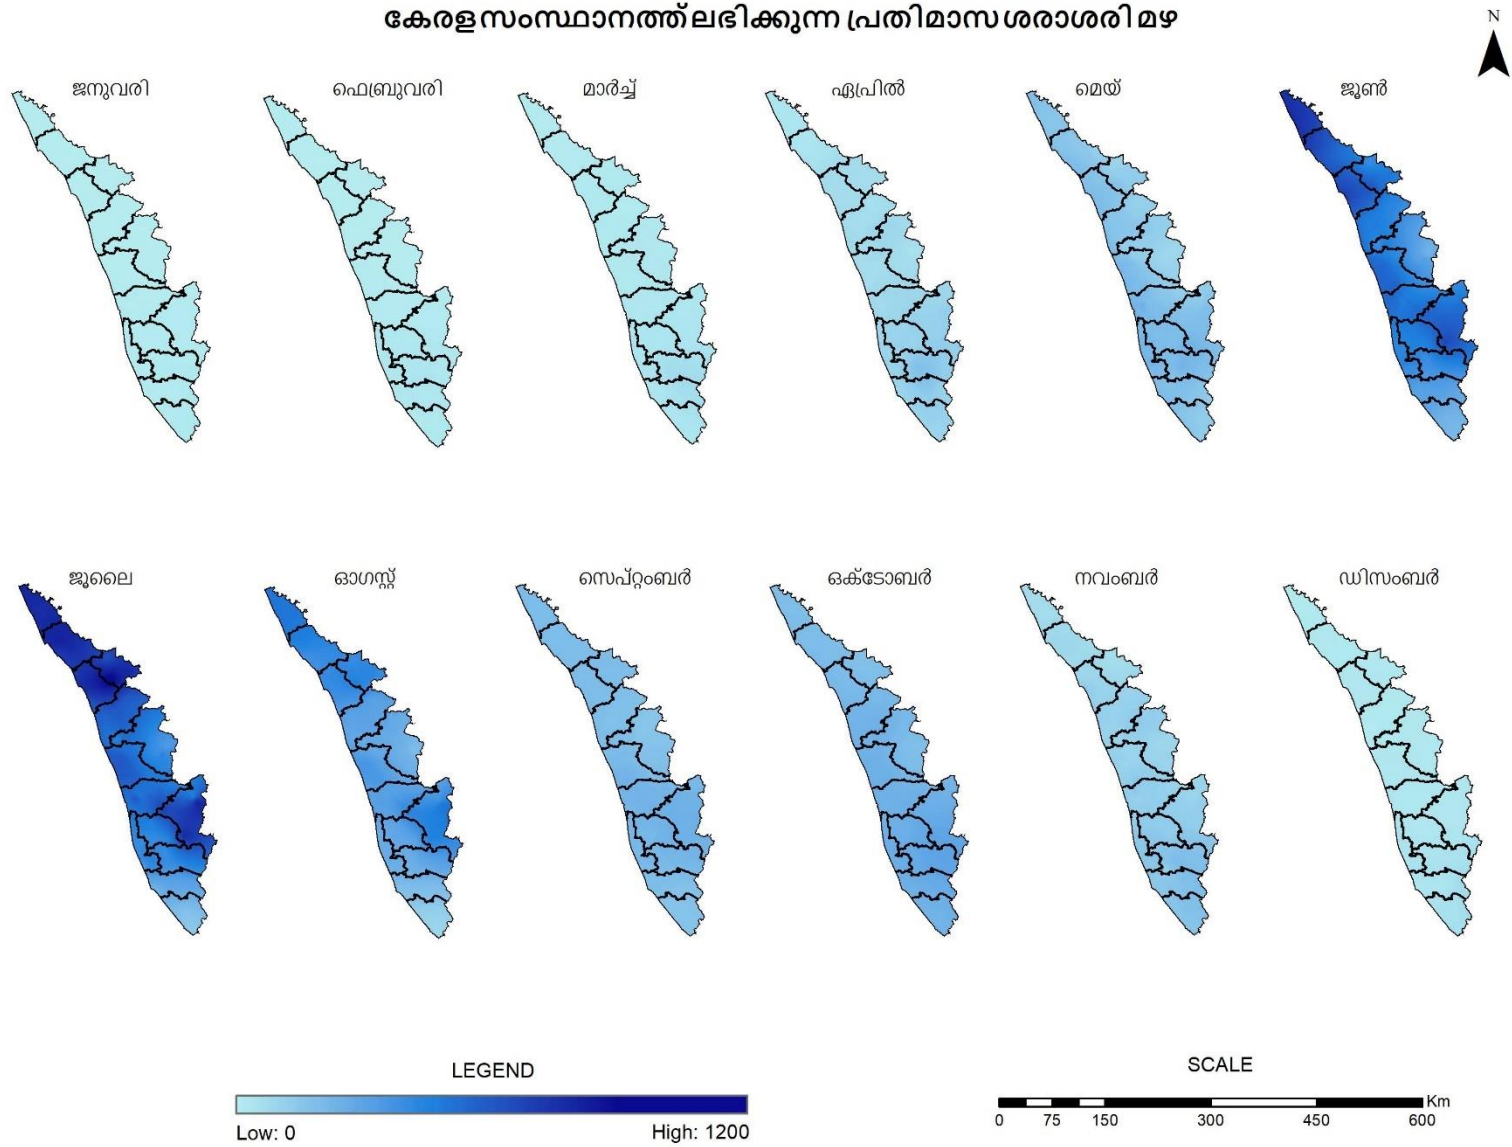 കേരള സംസ്ഥാനത്ത് ലഭിക്കുന്ന പ്രതിമാസ ശരാശരി മഴ
N
ജനുവരി
ഫെബ്രുവരി
മാർച്ച്
ഏപ്രിൽ
മെയ്
ജൂൺ
ജൂലൈ
ഓഗസ്റ്റ്
സെപ്റ്റംബർ
ഒക്ടോബർ
നവംബർ
ഡിസംബർ
LEGEND
Low: 0 High: 1200
SCALE
Km
0 75 150 300 450 600